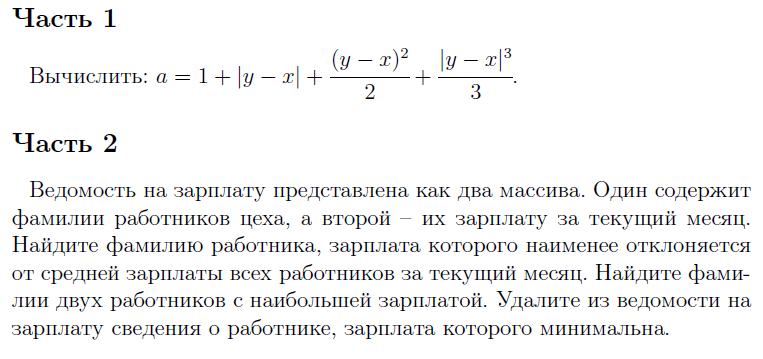 Часть 1
Вычислить: a = 1 + |y − x| + (y − x)²/2 + |y − x|³/3.
Часть 2
Ведомость на зарплату представлена как два массива. Один содержит
фамилии работников цеха, а второй – их зарплату за текущий месяц.
Найдите фамилию работника, зарплата которого наименее отклоняется
от средней зарплаты всех работников за текущий месяц. Найдите фами-
лии двух работников с наибольшей зарплатой. Удалите из ведомости на
зарплату сведения о работнике, зарплата которого минимальна.